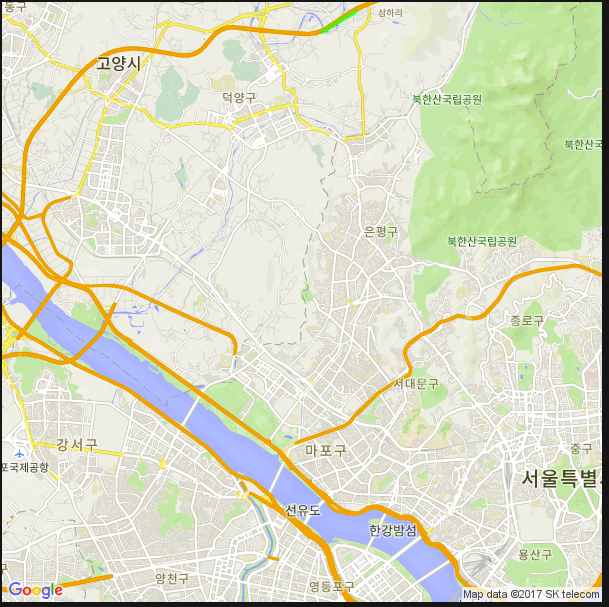 동구
삼하리
고양시
덕양구
북한산국립공원
북한산국
은평구
북한산국립공원
종로구
서대문구
강서구
마포구
중구
포국제공항
서울특별시
선유도
한강밤섬
용산구
양천구
영등포구
Google
Map data ©2017 SK telecom